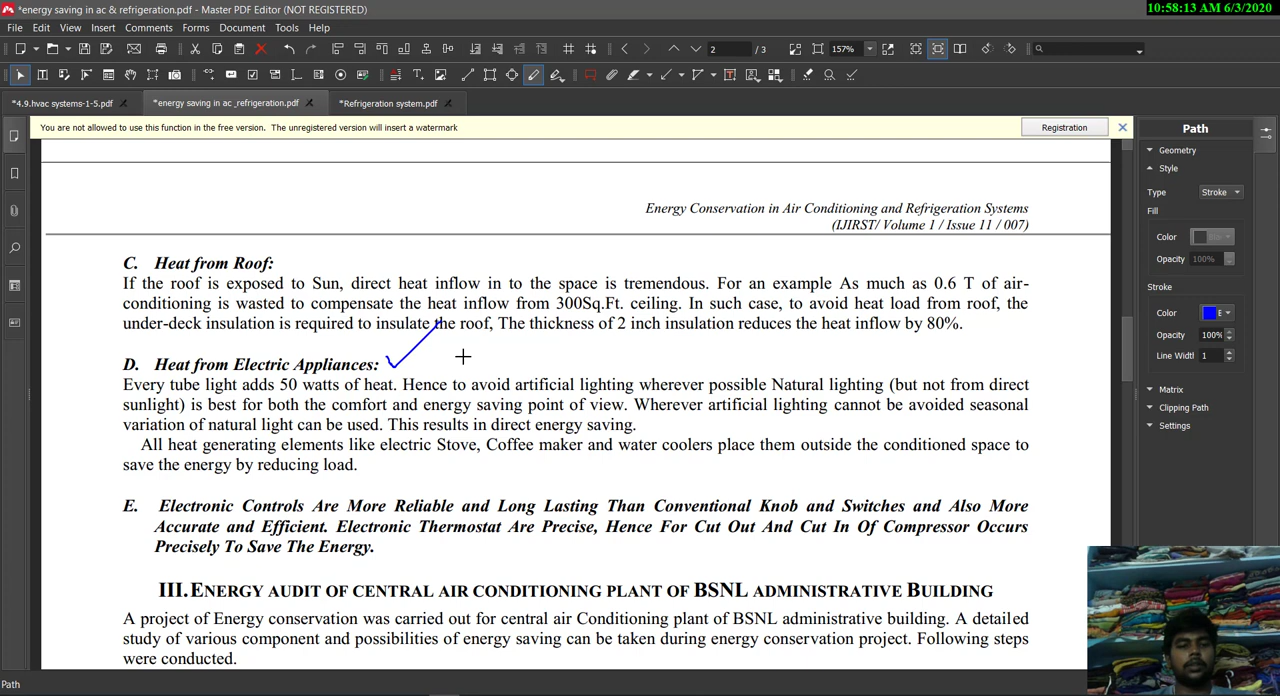 *energy saving in ac & refrigeration.pdf - Master PDF Editor (NOT REGISTERED)
10:58:13 AM 6/3/2020
File Edit View Insert Comments Forms Document Tools Help
2 / 3 157%
*4.9.hvac systems-1-5.pdf *energy saving in ac _refrigeration.pdf *Refrigeration system.pdf
You are not allowed to use this function in the free version. The unregistered version will insert a watermark Registration
Energy Conservation in Air Conditioning and Refrigeration Systems
(IJIRST/ Volume 1 / Issue 11 / 007)
C. Heat from Roof:
If the roof is exposed to Sun, direct heat inflow in to the space is tremendous. For an example As much as 0.6 T of air-
conditioning is wasted to compensate the heat inflow from 300Sq.Ft. ceiling. In such case, to avoid heat load from roof, the
under-deck insulation is required to insulate the roof, The thickness of 2 inch insulation reduces the heat inflow by 80%.
D. Heat from Electric Appliances:
Every tube light adds 50 watts of heat. Hence to avoid artificial lighting wherever possible Natural lighting (but not from direct
sunlight) is best for both the comfort and energy saving point of view. Wherever artificial lighting cannot be avoided seasonal
variation of natural light can be used. This results in direct energy saving.
All heat generating elements like electric Stove, Coffee maker and water coolers place them outside the conditioned space to
save the energy by reducing load.
E. Electronic Controls Are More Reliable and Long Lasting Than Conventional Knob and Switches and Also More
Accurate and Efficient. Electronic Thermostat Are Precise, Hence For Cut Out And Cut In Of Compressor Occurs
Precisely To Save The Energy.
III. ENERGY AUDIT OF CENTRAL AIR CONDITIONING PLANT OF BSNL ADMINISTRATIVE BUILDING
A project of Energy conservation was carried out for central air Conditioning plant of BSNL administrative building. A detailed
study of various component and possibilities of energy saving can be taken during energy conservation project. Following steps
were conducted.
Path
Geometry
Style
Type Stroke
Fill
Color
Opacity 100%
Stroke
Color
Opacity 100%
Line Widtl 1
Matrix
Clipping Path
Settings
Path